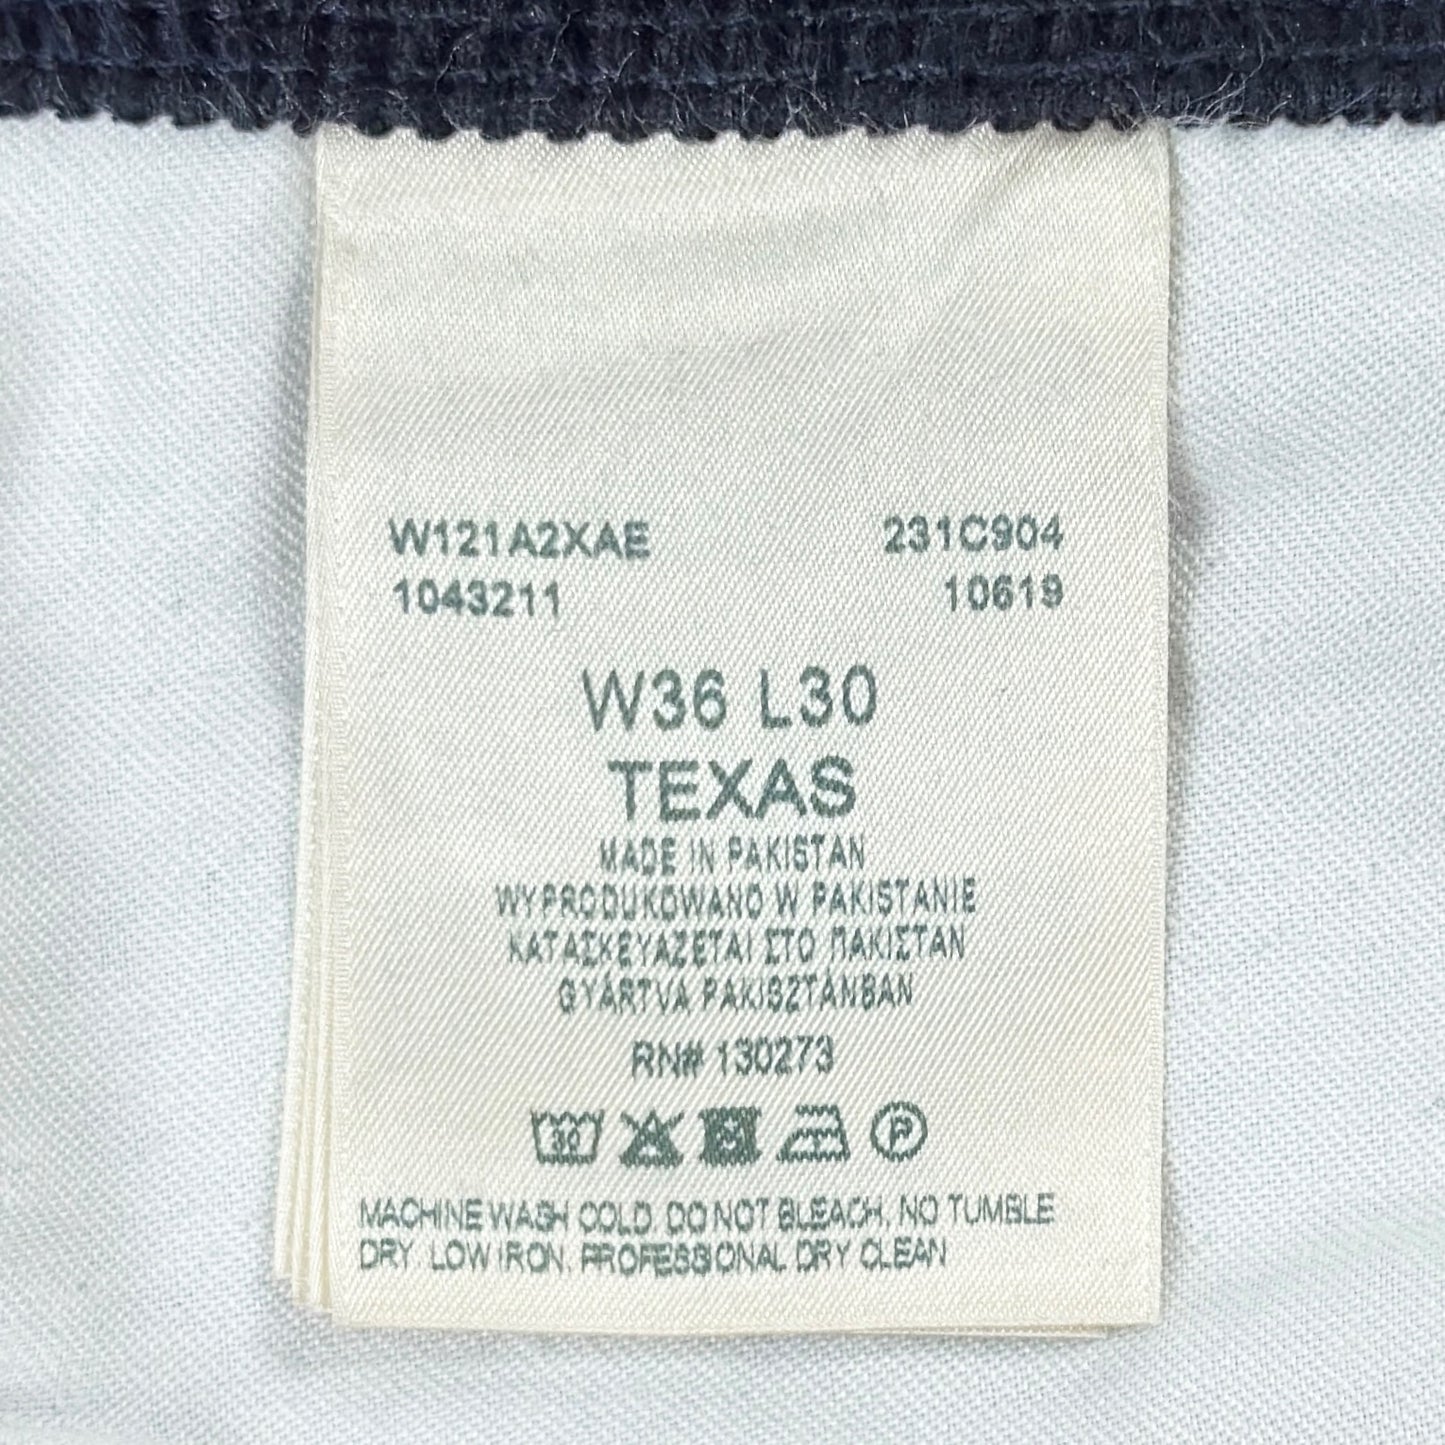 W121A2XAE 231C904
1043211 10619
W36 L30
TEXAS
MADE IN PAKISTAN
WYPRODUKOWANO W PAKISTANIE
ΚΑΤΑΣΚΕΥΑΖΕΤΑΙ ΣΤΟ ΠΑΚΙΣΤΑΝ
GYÁRTVA PAKISZTÁNBAN
RN# 130273
30 P
MACHINE WASH COLD. DO NOT BLEACH. NO TUMBLE
DRY. LOW IRON. PROFESSIONAL DRY CLEAN